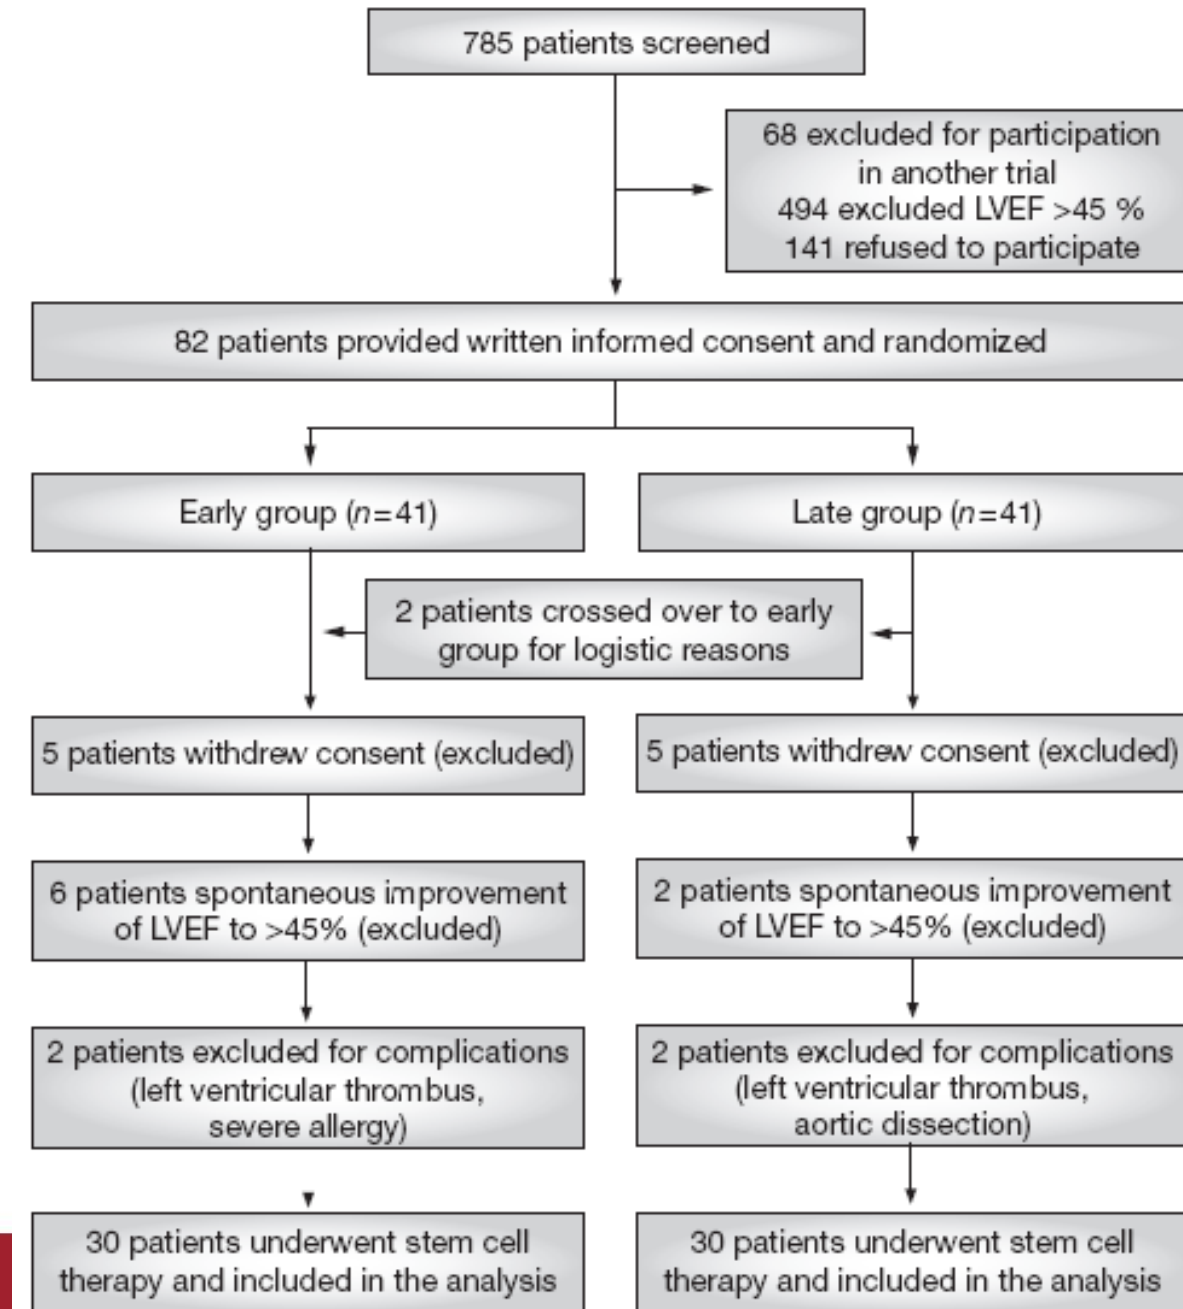 785 patients screened
68 excluded for participation
in another trial
494 excluded LVEF >45 %
141 refused to participate
82 patients provided written informed consent and randomized
Early group (n=41)
Late group (n=41)
2 patients crossed over to early
group for logistic reasons
5 patients withdrew consent (excluded)
5 patients withdrew consent (excluded)
6 patients spontaneous improvement
of LVEF to >45% (excluded)
2 patients spontaneous improvement
of LVEF to >45% (excluded)
2 patients excluded for complications
(left ventricular thrombus,
severe allergy)
2 patients excluded for complications
(left ventricular thrombus,
aortic dissection)
30 patients underwent stem cell
therapy and included in the analysis
30 patients underwent stem cell
therapy and included in the analysis